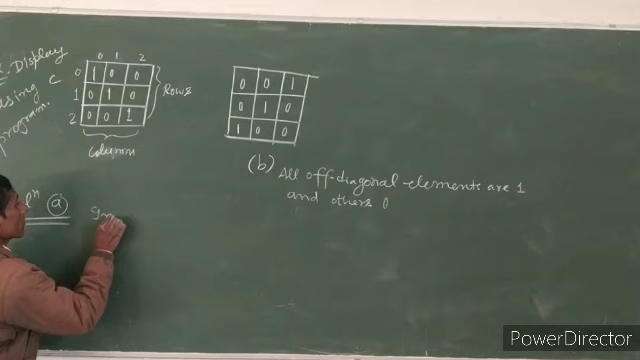 Display
using C
program.
0 1 2
0 1 0 0
1 0 1 0
2 0 0 1
Rows
Columns
0 0 1
0 1 0
1 0 0
(b) All off-diagonal elements are 1
and others 0
(a)
PowerDirector